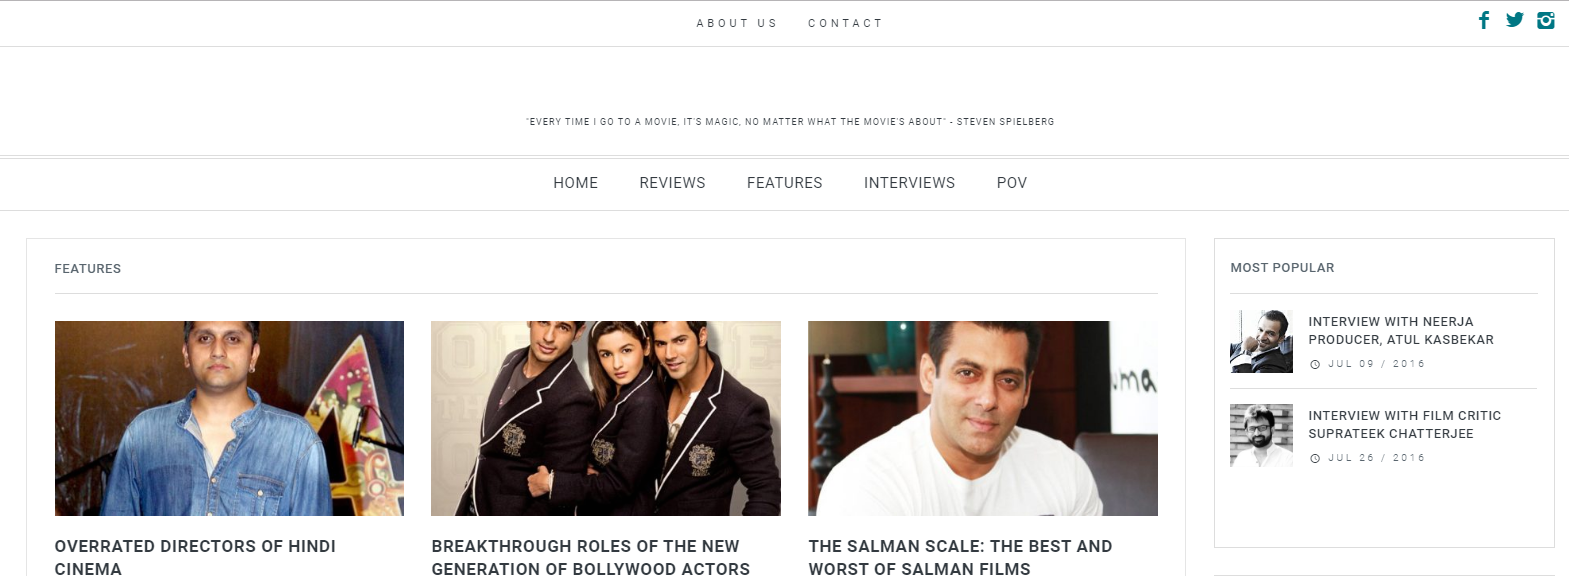 ABOUT US
CONTACT
"EVERY TIME I GO TO A MOVIE, IT'S MAGIC, NO MATTER WHAT THE MOVIE'S ABOUT" - STEVEN SPIELBERG
HOME
REVIEWS
FEATURES
INTERVIEWS
POV
FEATURES
OVERRATED DIRECTORS OF HINDI
CINEMA
BREAKTHROUGH ROLES OF THE NEW
GENERATION OF BOLLYWOOD ACTORS
uma
THE SALMAN SCALE: THE BEST AND
WORST OF SALMAN FILMS
MOST POPULAR
INTERVIEW WITH NEERJA
PRODUCER, ATUL KASBEKAR
JUL 09 / 2016
INTERVIEW WITH FILM CRITIC
SUPRATEEK CHATTERJEE
JUL 26 / 2016